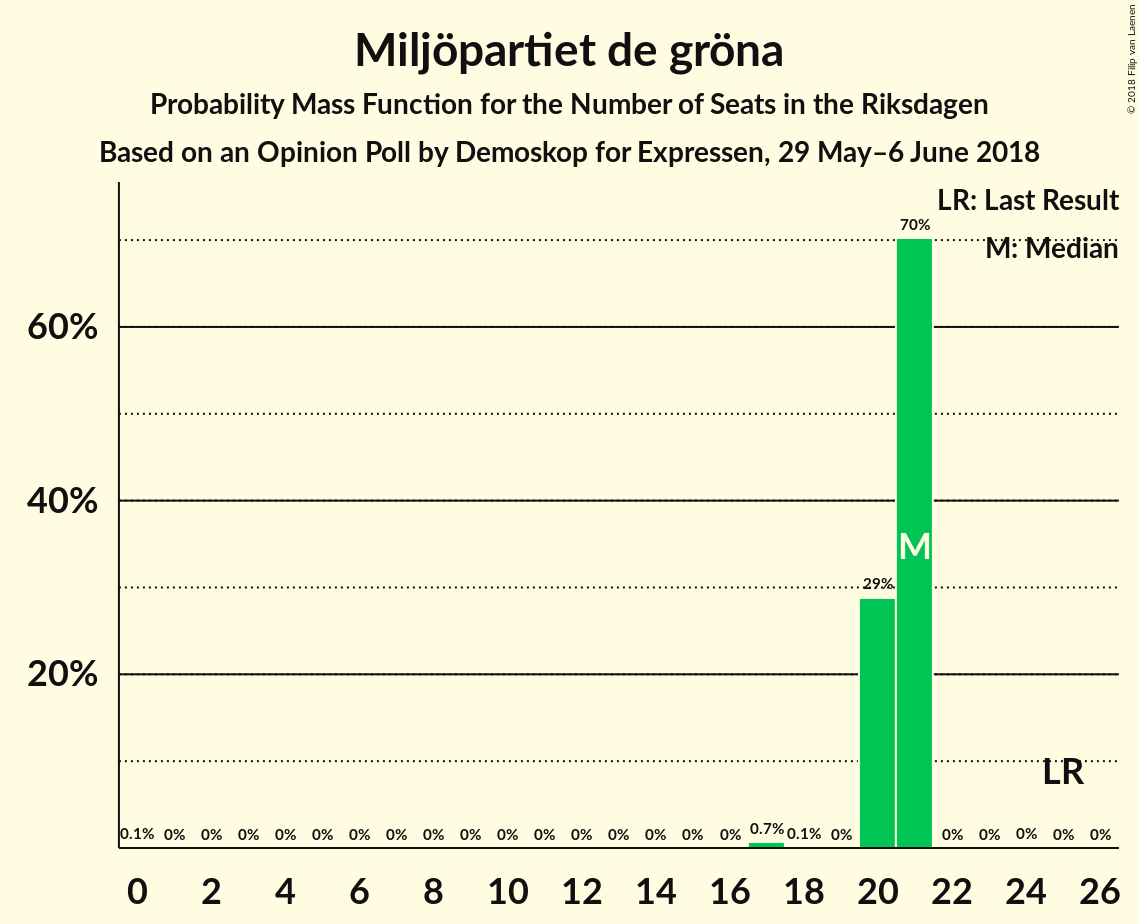 Miljöpartiet de gröna
Probability Mass Function for the Number of Seats in the Riksdagen
Based on an Opinion Poll by Demoskop for Expressen, 29 May–6 June 2018
© 2018 Filip van Laenen
LR: Last Result
M: Median
70%
60%
40%
M
29%
20%
LR
0.1% 0% 0% 0% 0% 0% 0% 0% 0% 0% 0% 0% 0% 0% 0% 0% 0% 0.7% 0.1% 0% 0% 0% 0% 0% 0%
0 2 4 6 8 10 12 14 16 18 20 22 24 26